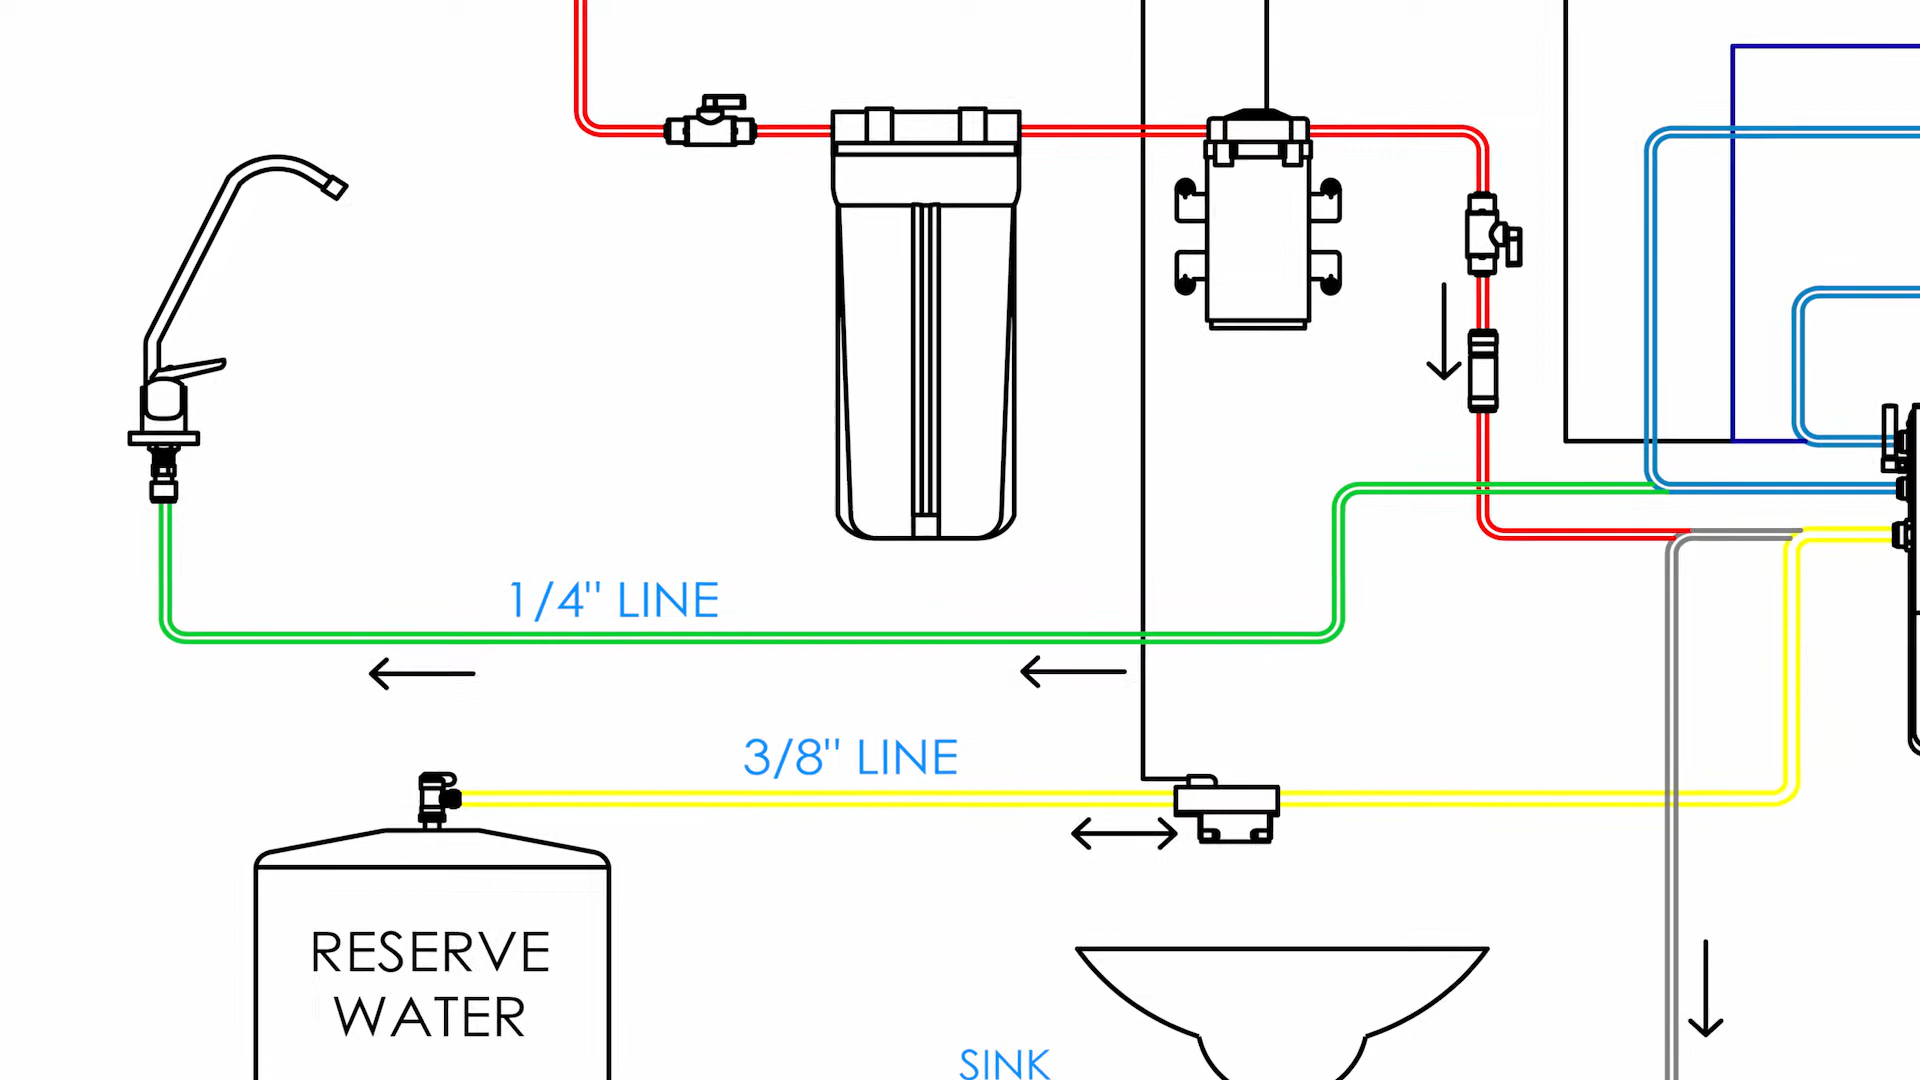 1/4" LINE
3/8" LINE
RESERVE
WATER
SINK